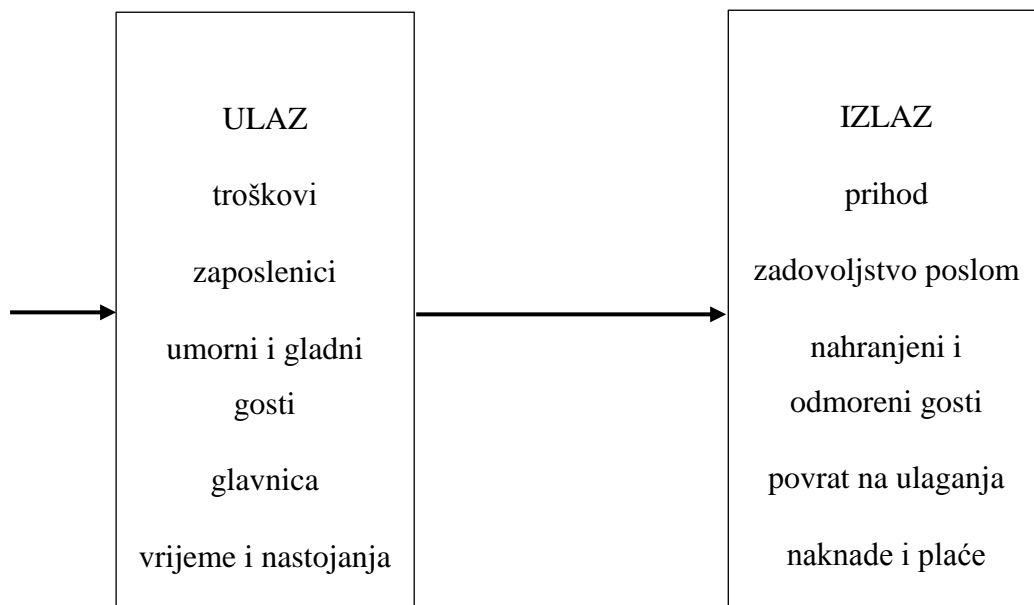 ULAZ
troškovi
zaposlenici
umorni i gladni
gosti
glavnica
vrijeme i nastojanja
IZLAZ
prihod
zadovoljstvo poslom
nahranjeni i
odmoreni gosti
povrat na ulaganja
naknade i plaće